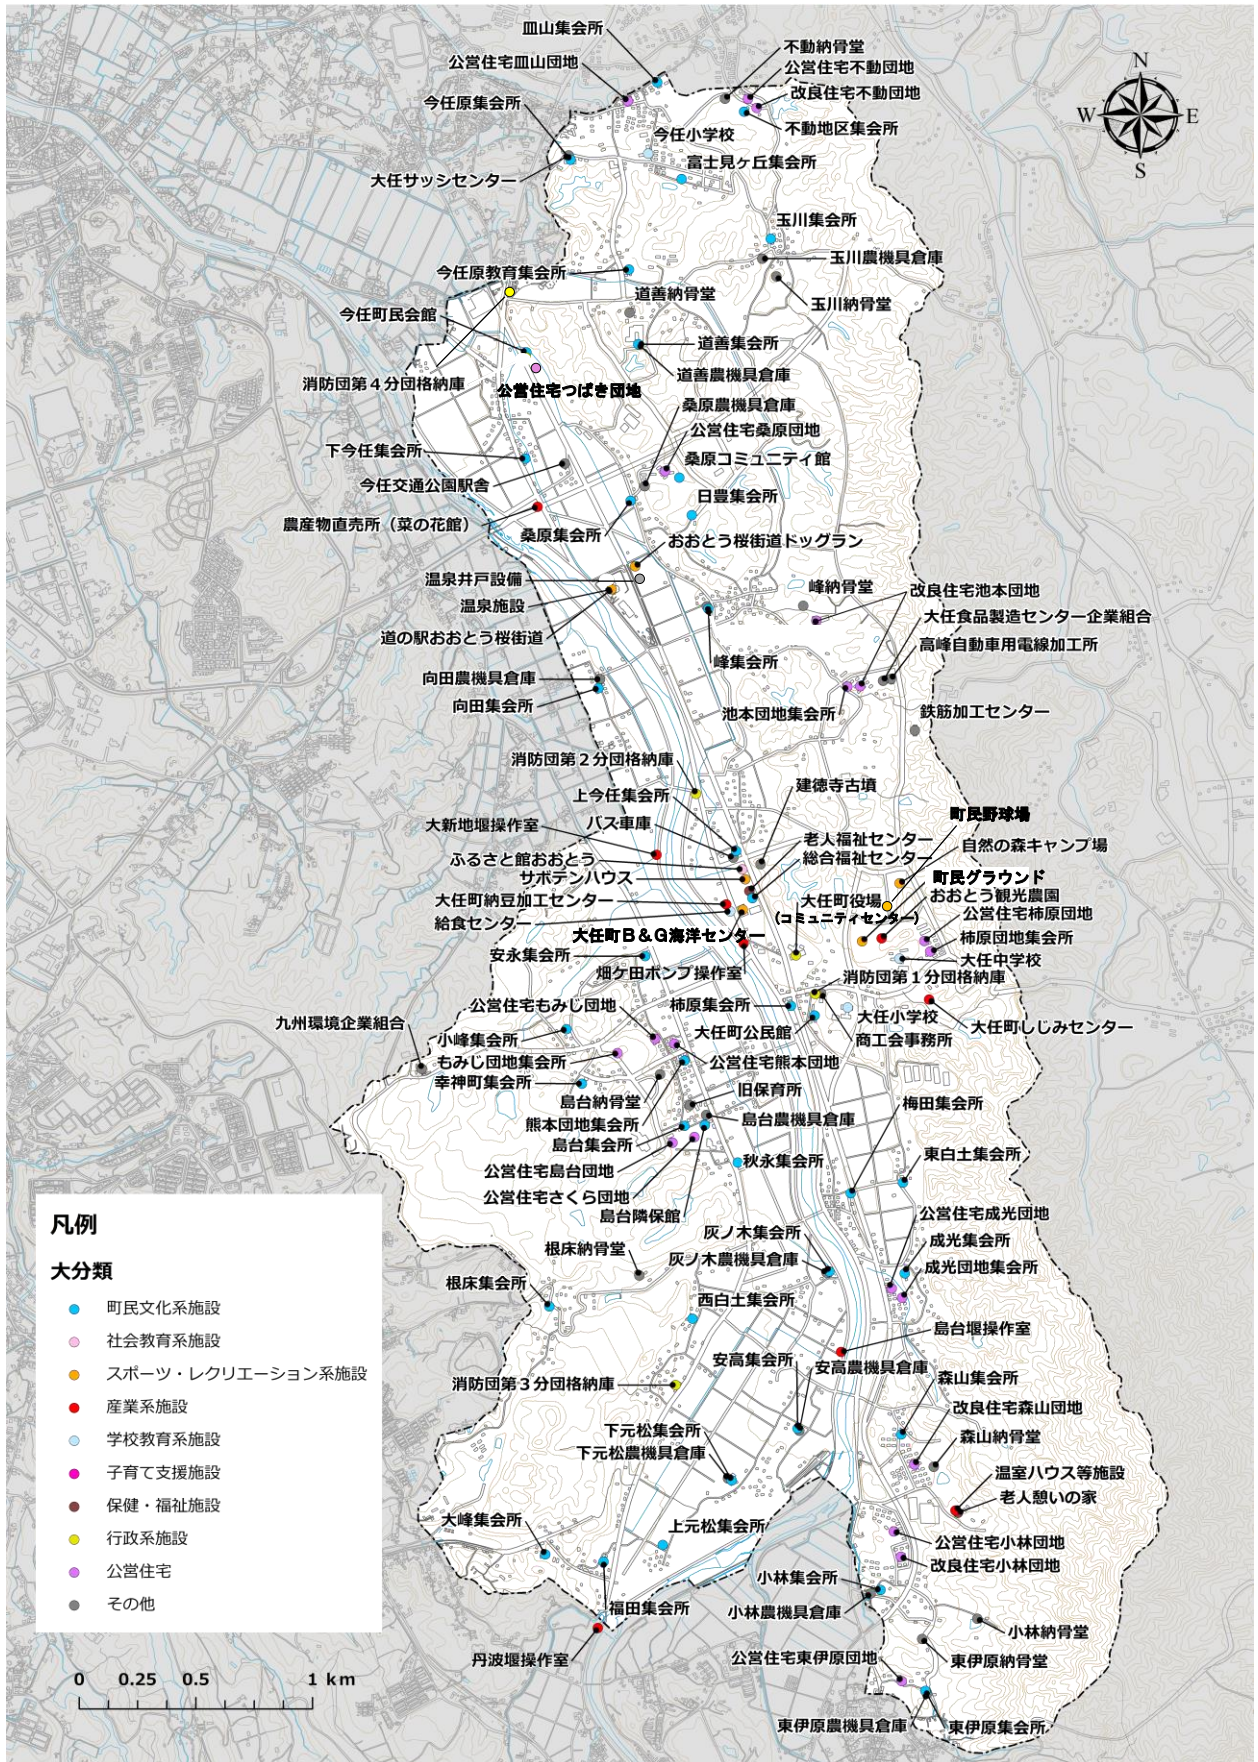 皿山集会所
公営住宅皿山団地
今任原集会所
大任サッシセンター
不動納骨堂
公営住宅不動団地
改良住宅不動団地
不動地区集会所
今任小学校
富士見ヶ丘集会所
N
W
E
S
玉川集会所
玉川農機具倉庫
玉川納骨堂
今任原教育集会所
道善納骨堂
今任町民会館
道善集会所
道善農機具倉庫
消防団第４分団格納庫
公営住宅つばき団地
桑原農機具倉庫
公営住宅桑原団地
桑原コミュニティ館
下今任集会所
今任交通公園駅舎
日豊集会所
農産物直売所（菜の花館）
桑原集会所
おおとう桜街道ドッグラン
温泉井戸設備
温泉施設
道の駅おおとう桜街道
峰納骨堂
改良住宅池本団地
大任食品製造センター企業組合
高峰自動車用電線加工所
峰集会所
向田農機具倉庫
向田集会所
池本団地集会所
鉄筋加工センター
消防団第２分団格納庫
上今任集会所
建徳寺古墳
バス車庫
大新地堰操作室
ふるさと館おおとう
サボテンハウス
老人福祉センター
総合福祉センター
町民野球場
自然の森キャンプ場
町民グラウンド
おおとう観光農園
大任町納豆加工センター
給食センター
大任町役場
(コミュニティセンター)
公営住宅柿原団地
柿原団地集会所
大任町Ｂ＆Ｇ海洋センター
大任中学校
安永集会所
畑ケ田ポンプ操作室
消防団第１分団格納庫
公営住宅もみじ団地
柿原集会所
九州環境企業組合
小峰集会所
大任町公民館
大任小学校
商工会事務所
大任町しじみセンター
もみじ団地集会所
公営住宅熊本団地
幸神町集会所
島台納骨堂
旧保育所
熊本団地集会所
島台農機具倉庫
梅田集会所
島台集会所
公営住宅島台団地
秋永集会所
東白土集会所
公営住宅さくら団地
島台隣保館
灰ノ木集会所
灰ノ木農機具倉庫
公営住宅成光団地
成光集会所
成光団地集会所
根床納骨堂
根床集会所
西白土集会所
島台堰操作室
安高集会所
安高農機具倉庫
消防団第３分団格納庫
森山集会所
改良住宅森山団地
森山納骨堂
下元松集会所
下元松農機具倉庫
温室ハウス等施設
老人憩いの家
大峰集会所
上元松集会所
公営住宅小林団地
改良住宅小林団地
小林集会所
小林農機具倉庫
福田集会所
丹波堰操作室
小林納骨堂
東伊原納骨堂
公営住宅東伊原団地
東伊原農機具倉庫
東伊原集会所
凡例
大分類
町民文化系施設
社会教育系施設
スポーツ・レクリエーション系施設
産業系施設
学校教育系施設
子育て支援施設
保健・福祉施設
行政系施設
公営住宅
その他
0 0.25 0.5 1 km